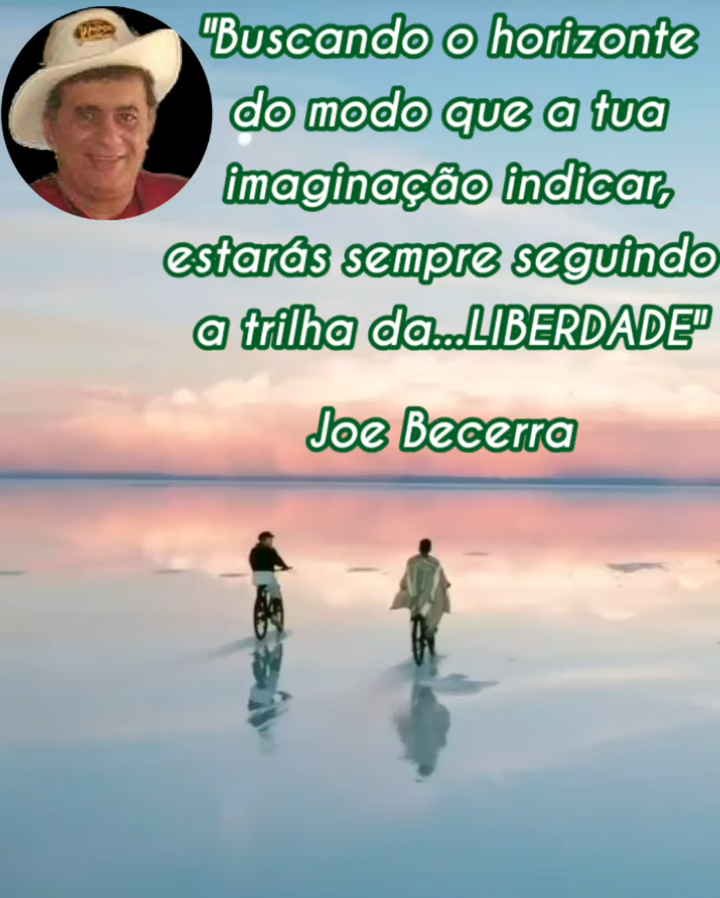 "Buscando o horizonte
do modo que a tua
imaginação indicar,
estarás sempre seguindo
a trilha da...LIBERDADE"
Joe Becerra